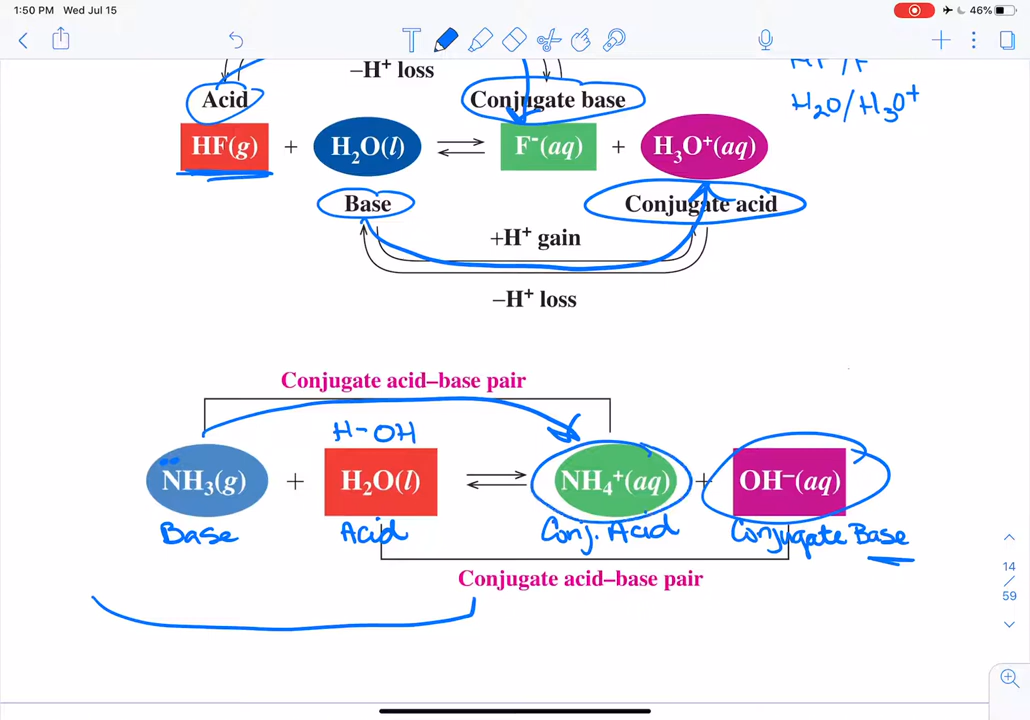 1:50 PM Wed Jul 15
46%
T
−H⁺ loss
Acid
Conjugate base
H₂O/H₃O⁺
HF(g) + H₂O(l) ⇌ F⁻(aq) + H₃O⁺(aq)
Base
Conjugate acid
+H⁺ gain
−H⁺ loss
Conjugate acid–base pair
H-OH
NH₃(g) + H₂O(l) ⇌ NH₄⁺(aq) + OH⁻(aq)
Base Acid Conj. Acid Conjugate Base
Conjugate acid–base pair
14
/
59